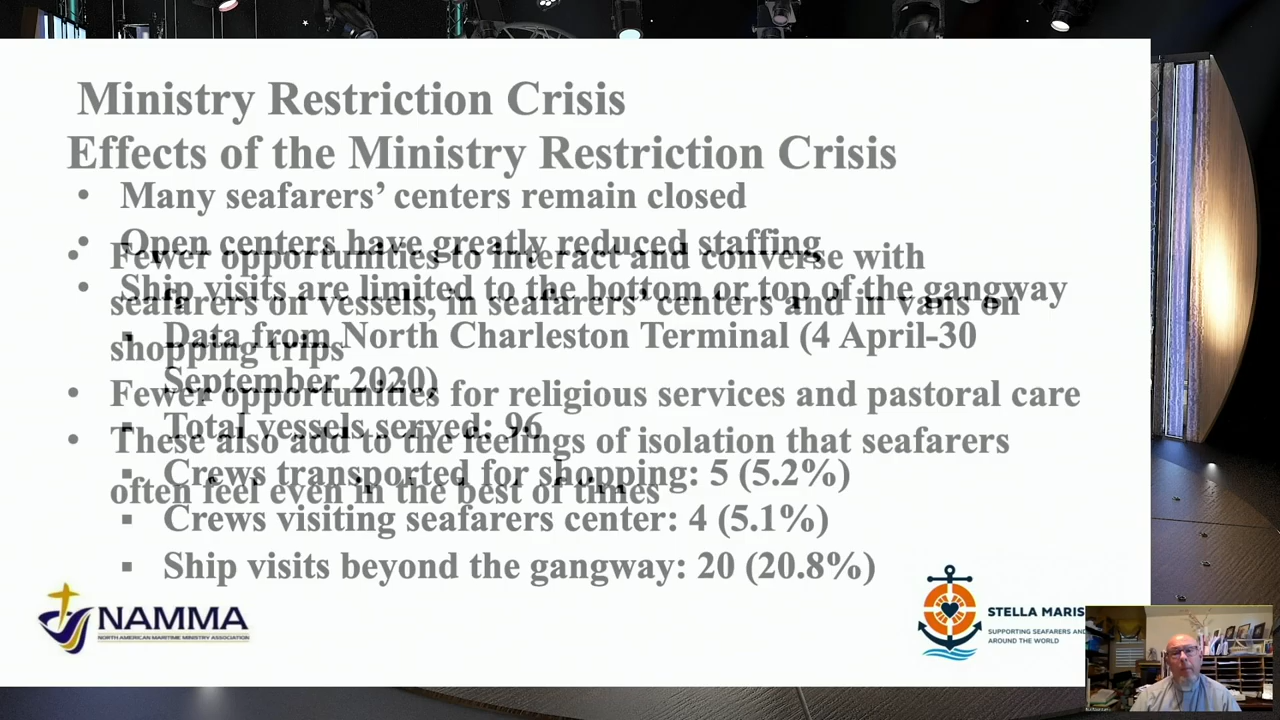 Ministry Restriction Crisis
Effects of the Ministry Restriction Crisis
• Many seafarers’ centers remain closed
• Open centers have greatly reduced staffing
• Fewer opportunities to interact and converse with
• Ship visits are limited to the bottom or top of the gangway
seafarers on vessels, in seafarers’ centers and in vans on
▪ Data from North Charleston Terminal (4 April-30
shopping trips
September 2020)
• Fewer opportunities for religious services and pastoral care
▪ Total vessels served: 96
• These also add to the feelings of isolation that seafarers
▪ Crews transported for shopping: 5 (5.2%)
often feel even in the best of times
▪ Crews visiting seafarers center: 4 (5.1%)
▪ Ship visits beyond the gangway: 20 (20.8%)
NAMMA
NORTH AMERICAN MARITIME MINISTRY ASSOCIATION
STELLA MARIS
SUPPORTING SEAFARERS AND
AROUND THE WORLD